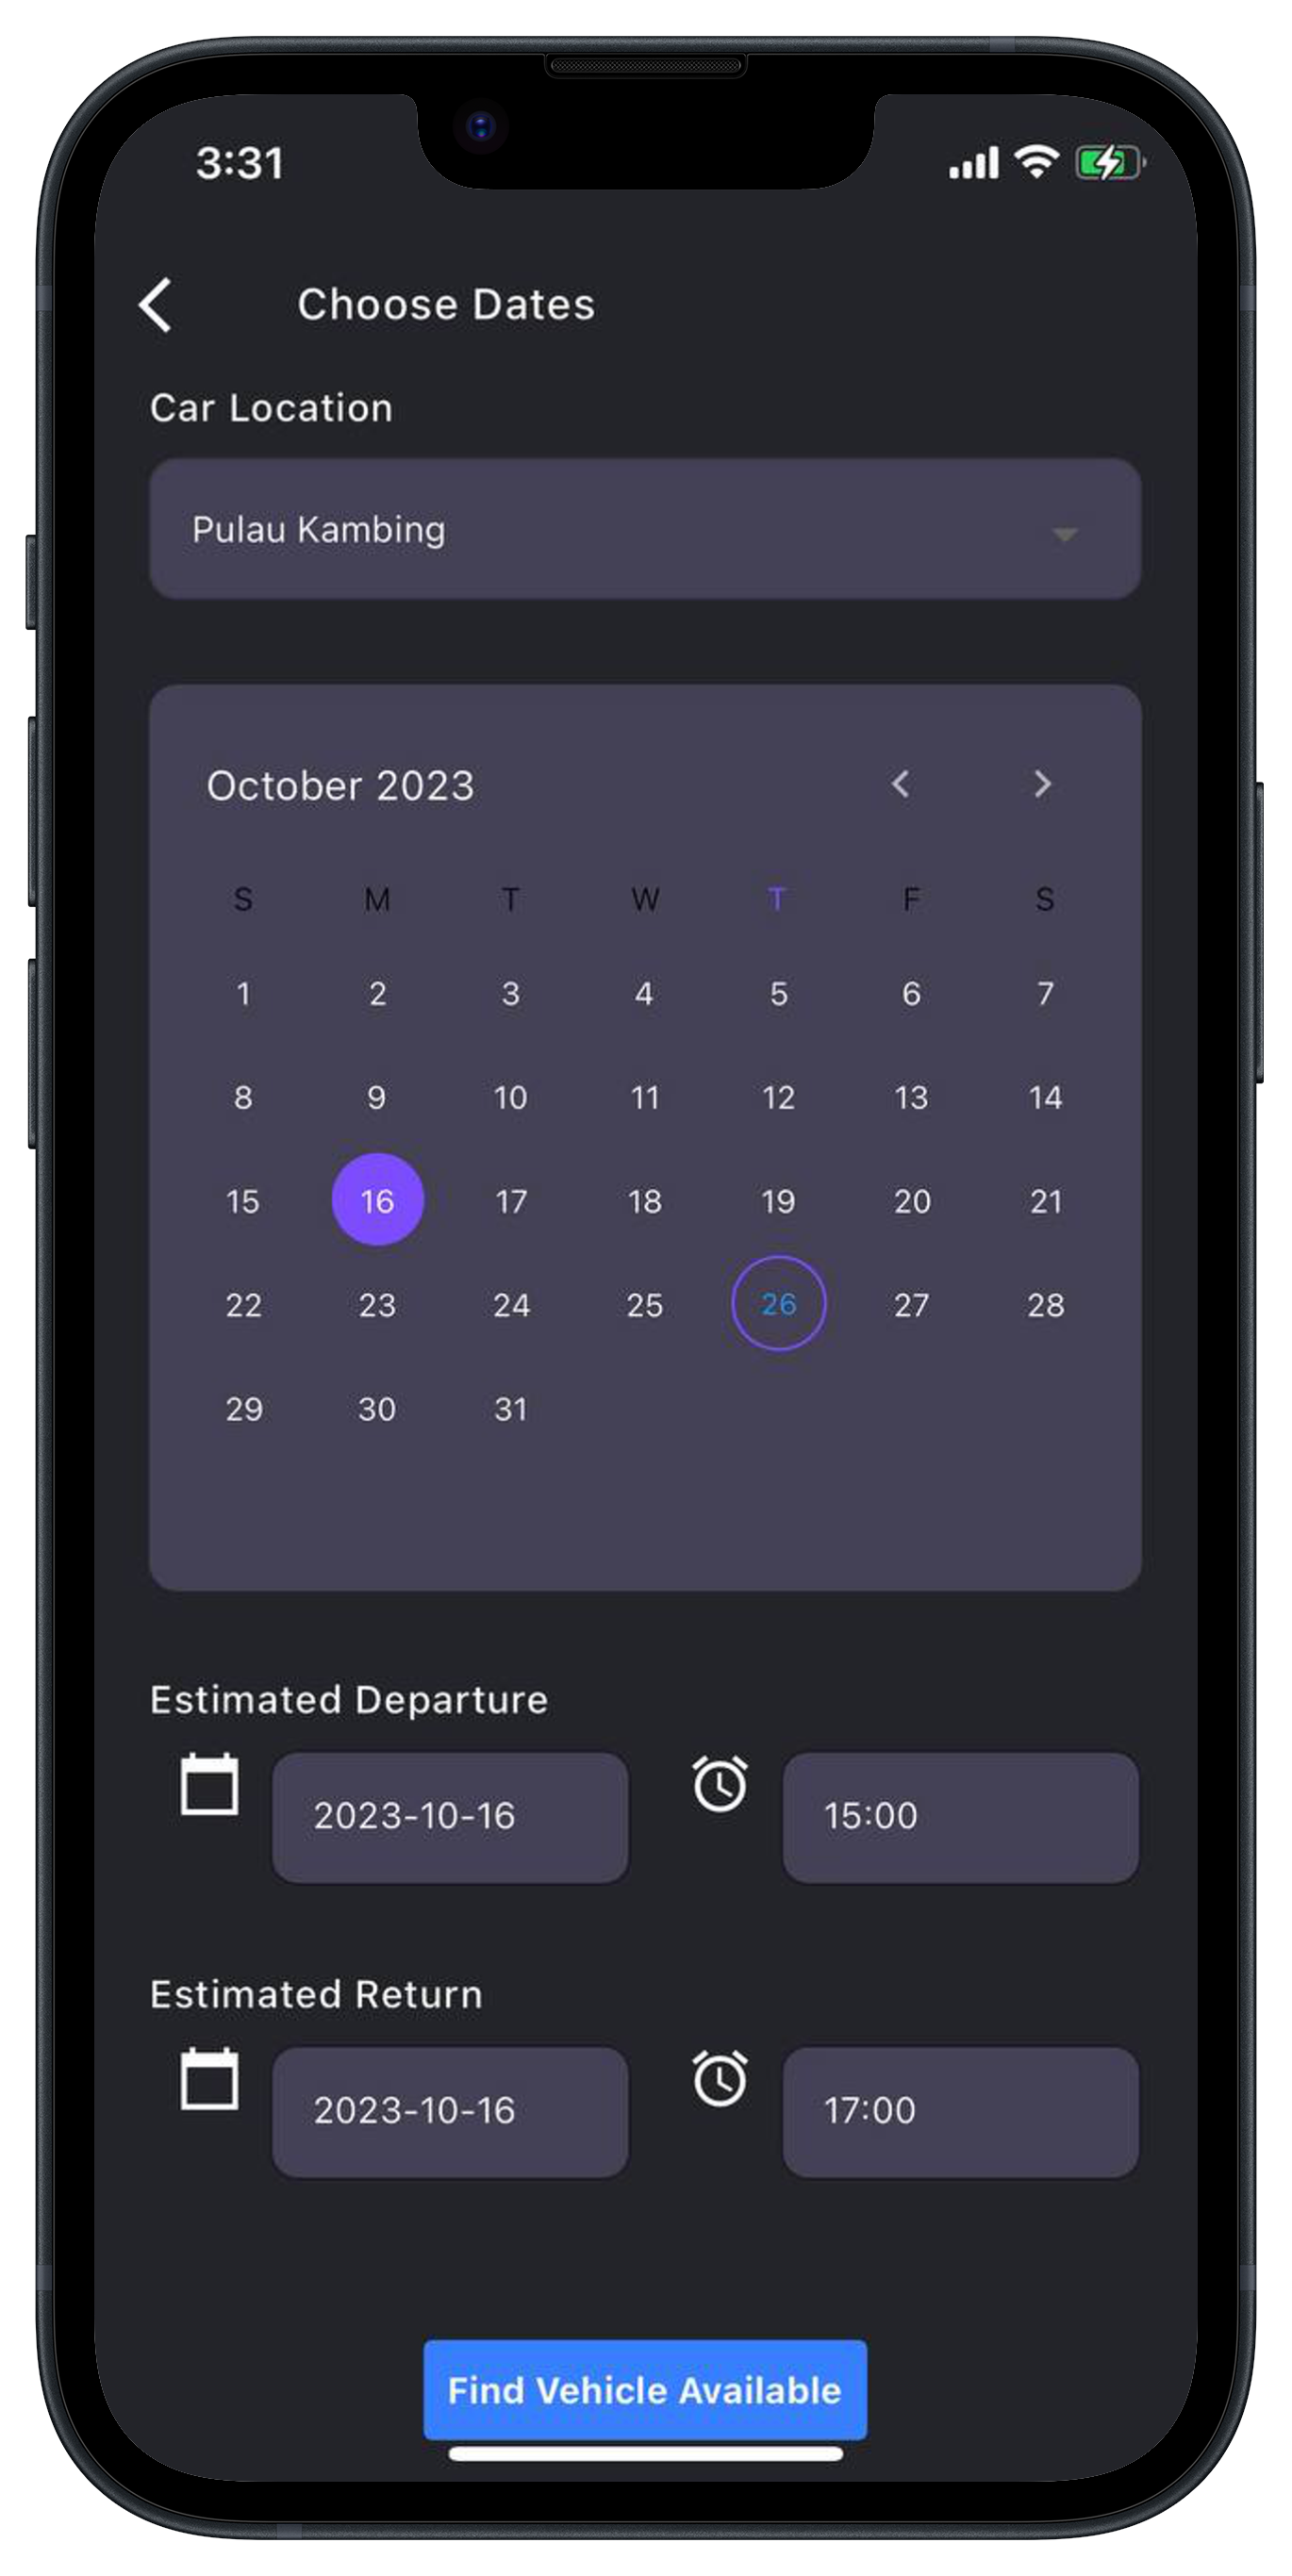 3:31
Choose Dates
Car Location
Pulau Kambing
October 2023
S M T W T F S
1 2 3 4 5 6 7
8 9 10 11 12 13 14
15 16 17 18 19 20 21
22 23 24 25 26 27 28
29 30 31
Estimated Departure
2023-10-16 15:00
Estimated Return
2023-10-16 17:00
Find Vehicle Available